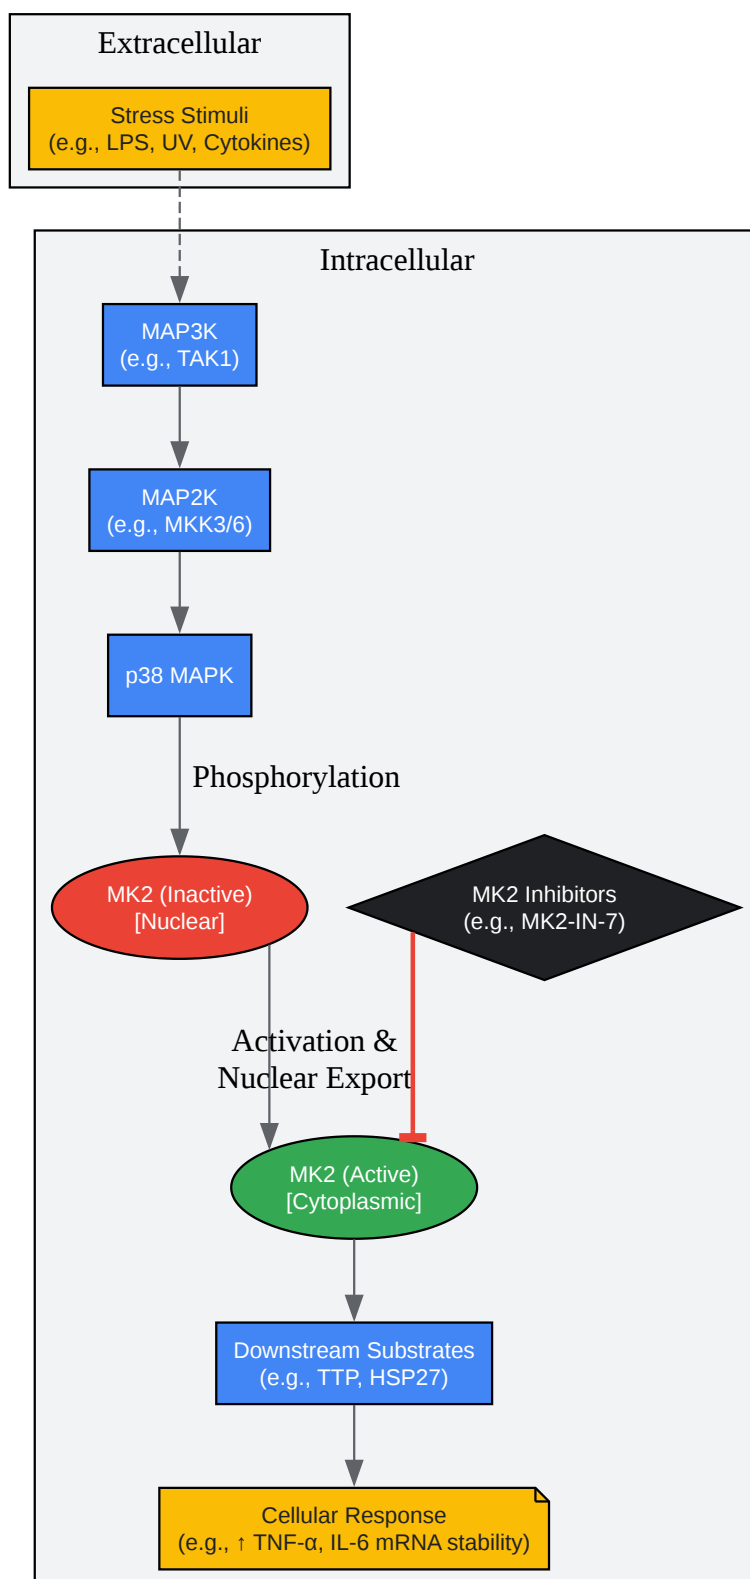 Extracellular
Stress Stimuli
(e.g., LPS, UV, Cytokines)
Intracellular
MAP3K
(e.g., TAK1)
MAP2K
(e.g., MKK3/6)
p38 MAPK
Phosphorylation
MK2 (Inactive)
[Nuclear]
MK2 Inhibitors
(e.g., MK2-IN-7)
Activation &
Nuclear Export
MK2 (Active)
[Cytoplasmic]
Downstream Substrates
(e.g., TTP, HSP27)
Cellular Response
(e.g., ↑ TNF-α, IL-6 mRNA stability)